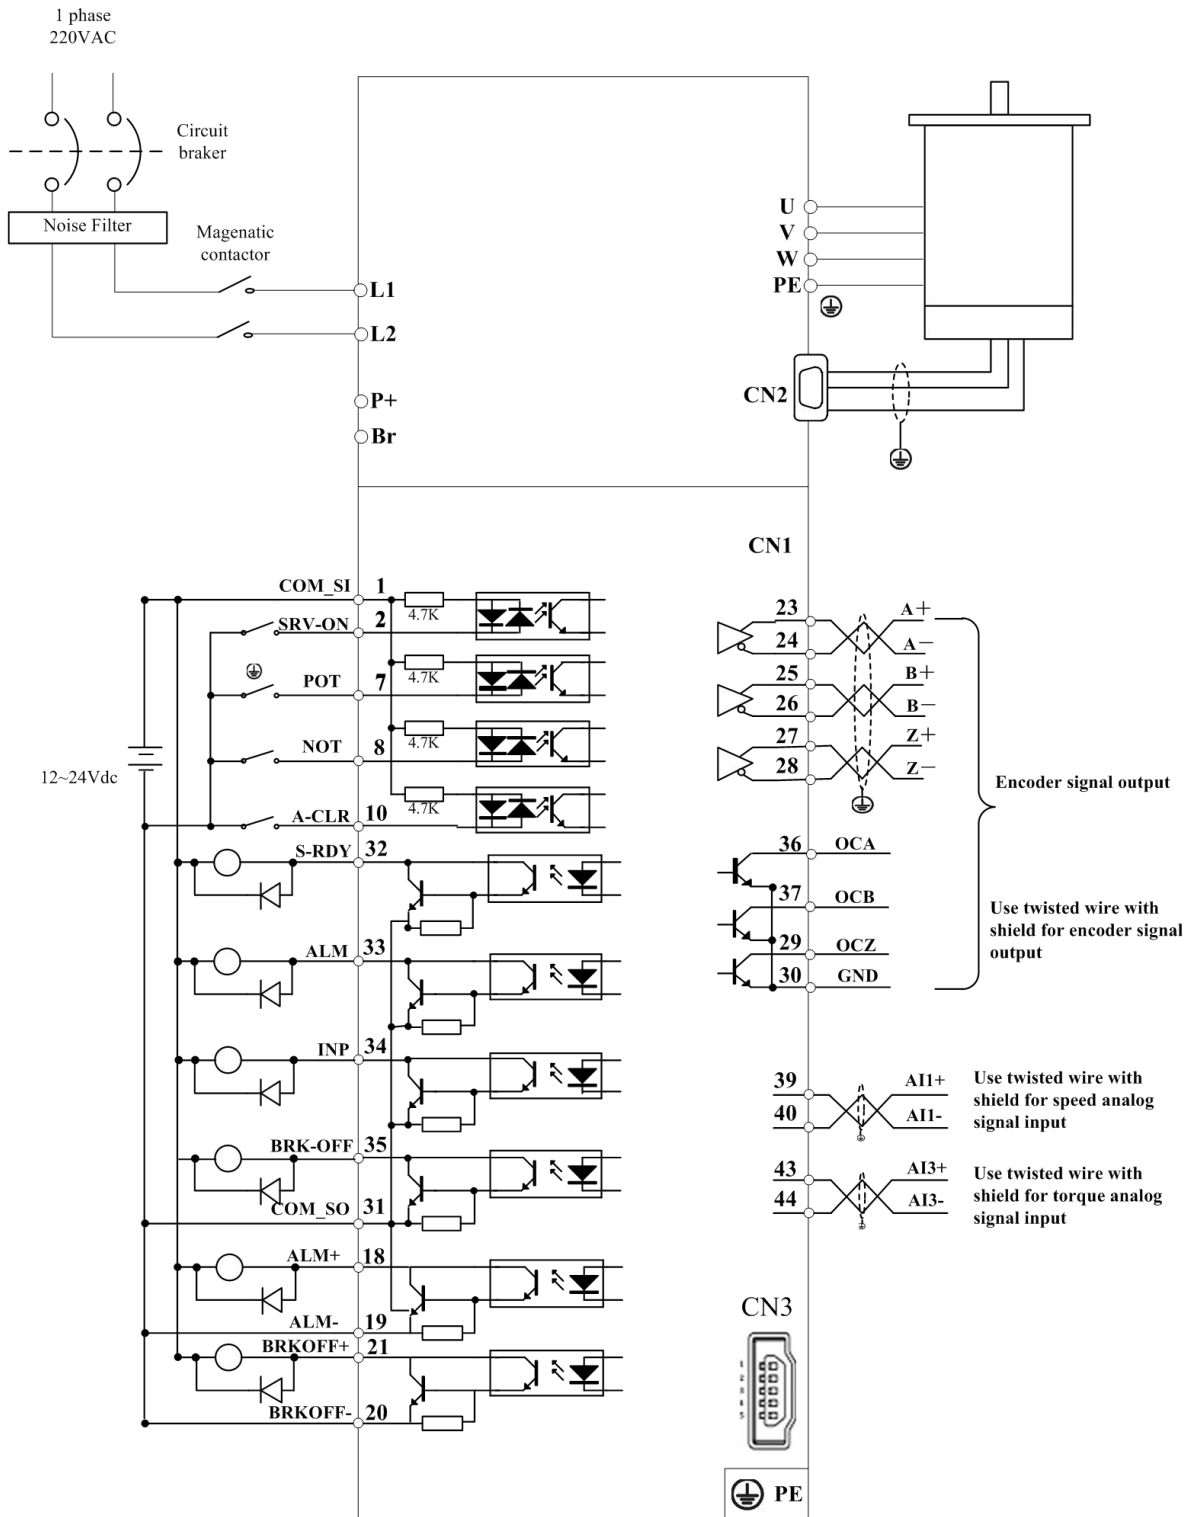 1 phase
220VAC
Circuit
braker
Noise Filter
Magenatic
contactor
L1
L2
P+
Br
U
V
W
PE
CN2
CN1
COM_SI 1
4.7K
SRV-ON 2
POT 7
4.7K
NOT 8
4.7K
A-CLR 10
4.7K
12~24Vdc
S-RDY 32
ALM 33
INP 34
BRK-OFF 35
COM_SO 31
ALM+ 18
ALM- 19
BRKOFF+ 21
BRKOFF- 20
23 A+
24 A-
25 B+
26 B-
27 Z+
28 Z-
Encoder signal output
36 OCA
37 OCB
29 OCZ
30 GND
Use twisted wire with
shield for encoder signal
output
39 AI1+
40 AI1-
Use twisted wire with
shield for speed analog
signal input
43 AI3+
44 AI3-
Use twisted wire with
shield for torque analog
signal input
CN3
PE